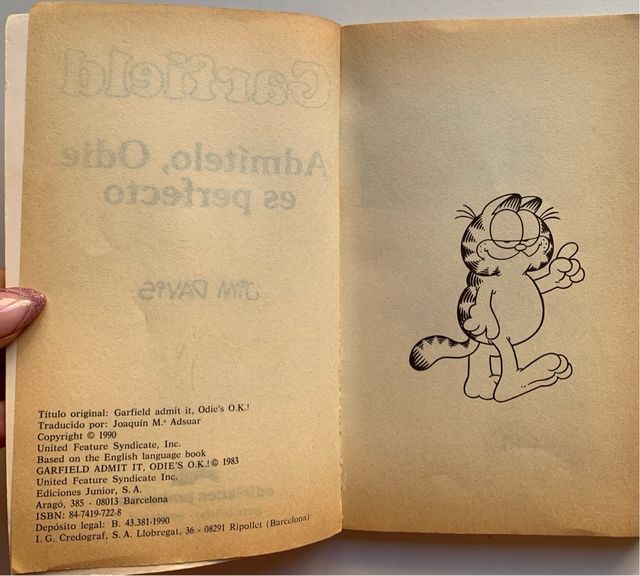 Garfield
Admítelo, Odie
es perfecto
JIM DAVIS
Título original: Garfield admit it, Odie's O.K.!
Traducido por: Joaquín M.ª Adsuar
Copyright © 1990
United Feature Syndicate, Inc.
Based on the English language book
GARFIELD ADMIT IT, ODIE'S O.K.! © 1983
United Feature Syndicate Inc.
Ediciones Junior, S.A.
Aragó, 385 - 08013 Barcelona
ISBN: 84-7419-722-8
Depósito legal: B. 43.381-1990
I. G. Credograf, S. A. Llobregat, 36 - 08291 Ripollet (Barcelona)